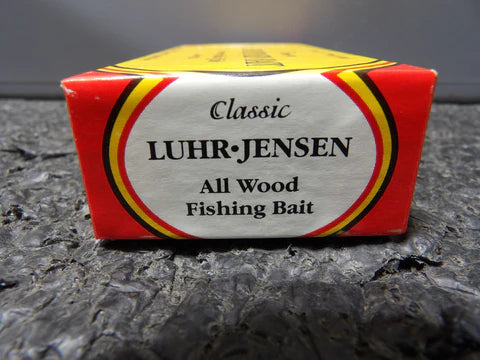 Classic
LUHR•JENSEN
All Wood
Fishing Bait